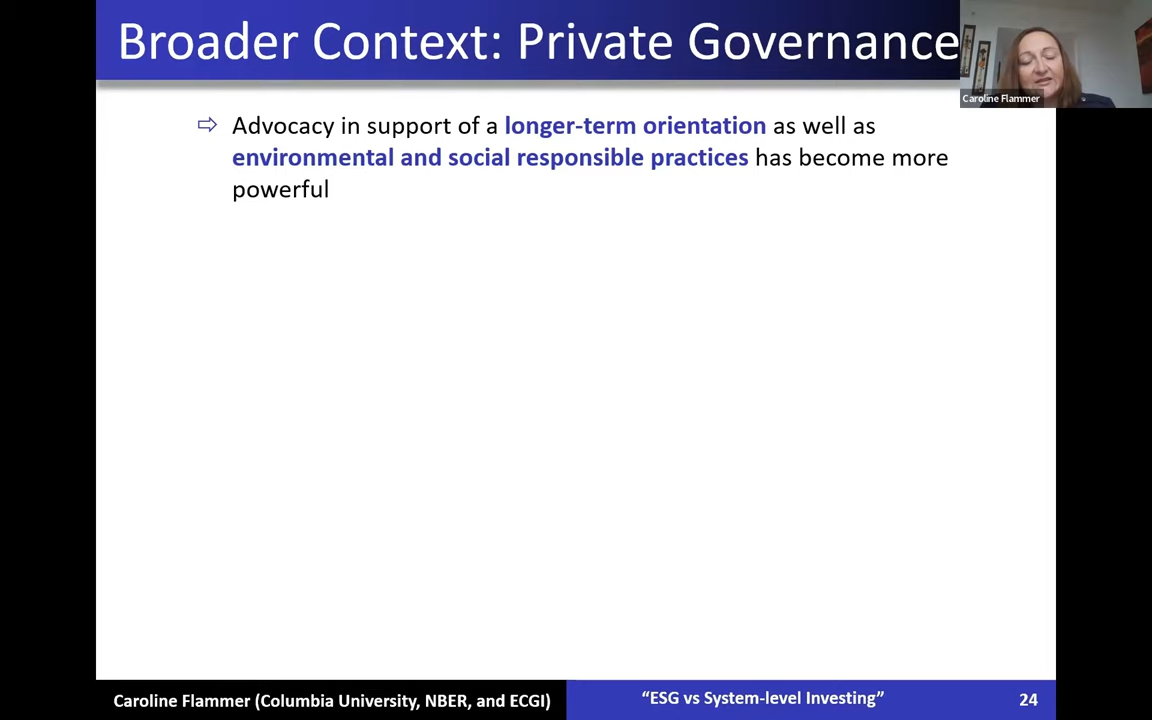 Broader Context: Private Governance
Caroline Flammer
⇨ Advocacy in support of a longer-term orientation as well as
environmental and social responsible practices has become more
powerful
Caroline Flammer (Columbia University, NBER, and ECGI)
“ESG vs System-level Investing”
24